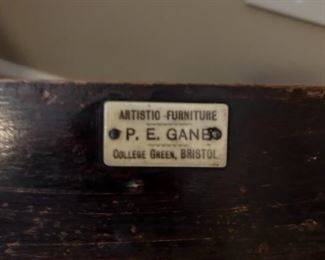 ARTISTIC FURNITURE
P. E. GANE
COLLEGE GREEN, BRISTOL.